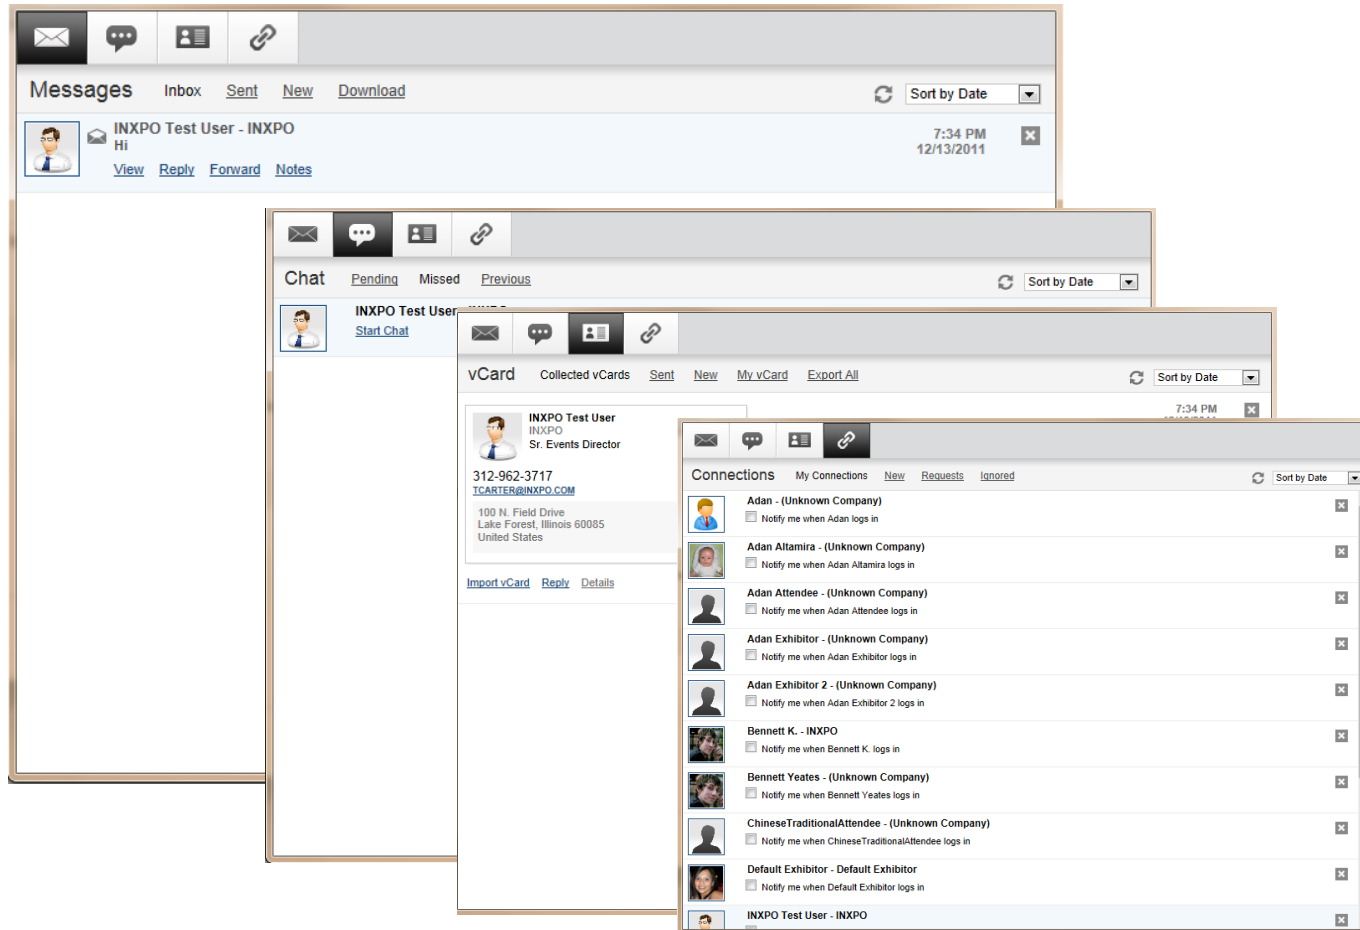 Messages Inbox Sent New Download Sort by Date
INXPO Test User - INXPO 7:34 PM
Hi 12/13/2011
View Reply Forward Notes
Chat Pending Missed Previous Sort by Date
INXPO Test User
Start Chat
vCard Collected vCards Sent New My vCard Export All Sort by Date
7:34 PM
INXPO Test User
INXPO
Sr. Events Director
312-962-3717
TCARTER@INXPO.COM
100 N. Field Drive
Lake Forest, Illinois 60085
United States
Import vCard Reply Details
Connections My Connections New Requests Ignored Sort by Date
Adan - (Unknown Company)
Notify me when Adan logs in
Adan Altamira - (Unknown Company)
Notify me when Adan Altamira logs in
Adan Attendee - (Unknown Company)
Notify me when Adan Attendee logs in
Adan Exhibitor - (Unknown Company)
Notify me when Adan Exhibitor logs in
Adan Exhibitor 2 - (Unknown Company)
Notify me when Adan Exhibitor 2 logs in
Bennett K. - INXPO
Notify me when Bennett K. logs in
Bennett Yeates - (Unknown Company)
Notify me when Bennett Yeates logs in
ChineseTraditionalAttendee - (Unknown Company)
Notify me when ChineseTraditionalAttendee logs in
Default Exhibitor - Default Exhibitor
Notify me when Default Exhibitor logs in
INXPO Test User - INXPO